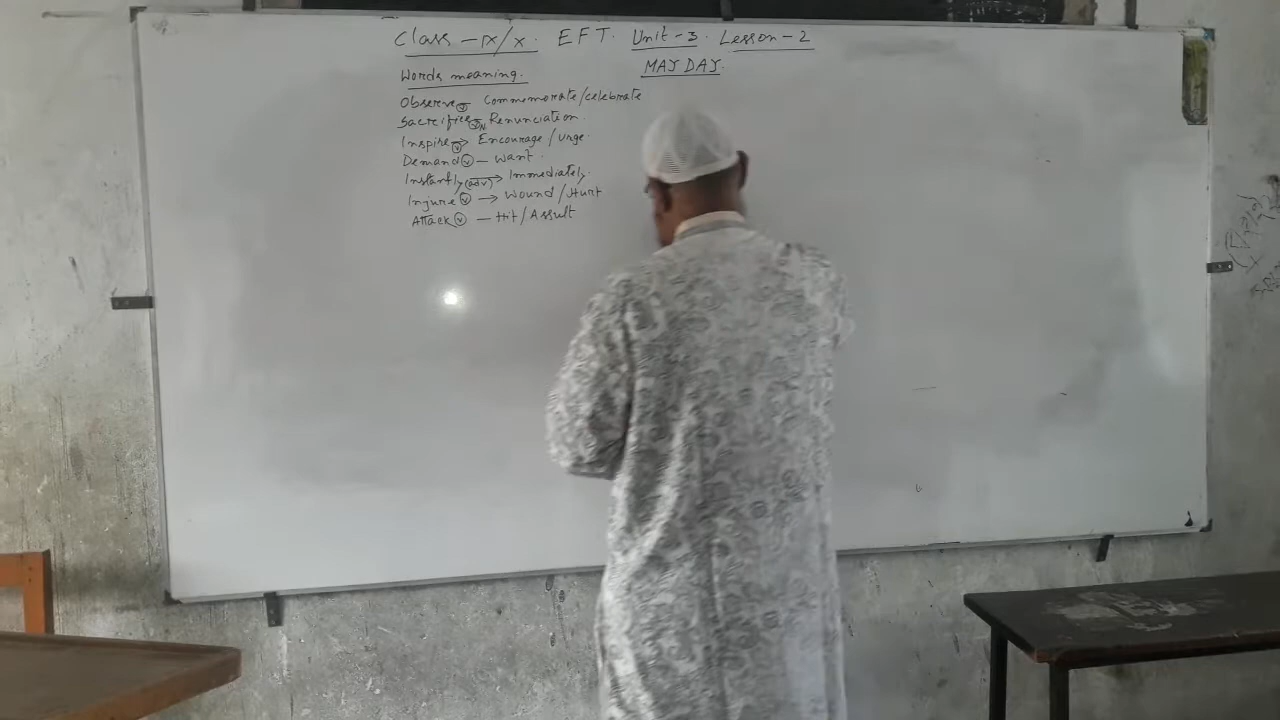 Class - IX/X. EFT. Unit-3. Lesson-2
MAY DAY.
Words meaning.
Observe (v) Commemorate/celebrate
Sacrifice (N) Renunciation.
Inspire (v) → Encourage / Urge.
Demand (v) — Want.
Instantly (adv) → Immediately.
Injure (v) → Wound / Hurt
Attack (v) — Hit / Assult